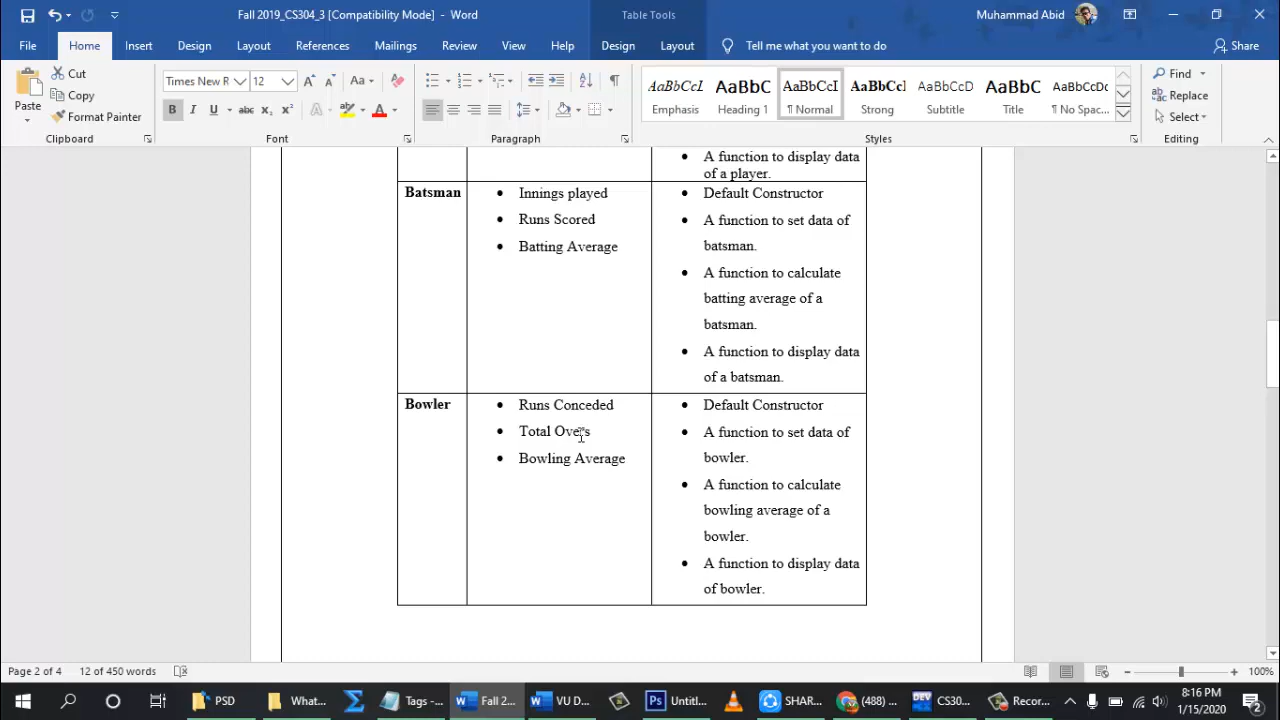 Fall 2019_CS304_3 [Compatibility Mode] - Word
Table Tools
Muhammad Abid
File Home Insert Design Layout References Mailings Review View Help Design Layout Tell me what you want to do Share
Paste
Cut
Copy
Format Painter
Clipboard
Times New R 12
Font
Paragraph
AaBbCcI AaBbC AaBbCcI AaBbCcl AaBbCcD AaBbC AaBbCcDc
Emphasis Heading 1 ¶ Normal Strong Subtitle Title ¶ No Spac...
Styles
Find
Replace
Select
Editing
• A function to display data
of a player.
Batsman
• Innings played
• Runs Scored
• Batting Average
• Default Constructor
• A function to set data of
batsman.
• A function to calculate
batting average of a
batsman.
• A function to display data
of a batsman.
Bowler
• Runs Conceded
• Total Overs
• Bowling Average
• Default Constructor
• A function to set data of
bowler.
• A function to calculate
bowling average of a
bowler.
• A function to display data
of bowler.
Page 2 of 4 12 of 450 words 100%
PSD What... Tags -... Fall 2... VU D... Untitl... SHAR... (488) ... CS30... Recor...
8:16 PM
1/15/2020